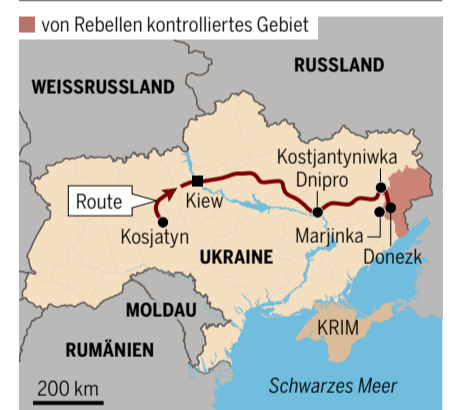 von Rebellen kontrolliertes Gebiet
RUSSLAND
WEISSRUSSLAND
Kostjantyniwka
Dnipro
Route
Kiew
Kosjatyn
Marjinka
UKRAINE
Donezk
MOLDAU
KRIM
RUMÄNIEN
200 km
Schwarzes Meer